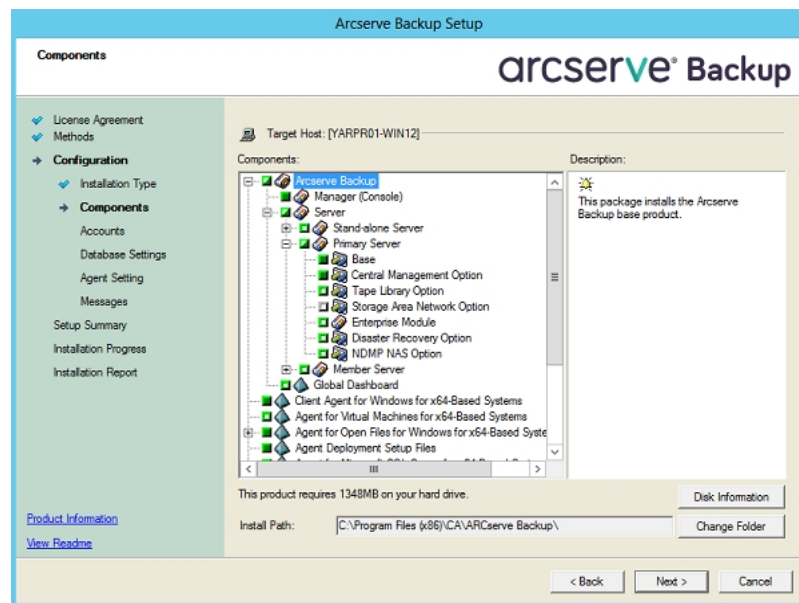 Arcserve Backup Setup
Components
arcserve® Backup
License Agreement
Methods
Configuration
Installation Type
Components
Accounts
Database Settings
Agent Setting
Messages
Setup Summary
Installation Progress
Installation Report
Product Information
View Readme
Target Host: [YARPR01-WIN12]
Components:
Arcserve Backup
Manager (Console)
Server
Stand-alone Server
Primary Server
Base
Central Management Option
Tape Library Option
Storage Area Network Option
Enterprise Module
Disaster Recovery Option
NDMP NAS Option
Member Server
Global Dashboard
Client Agent for Windows for x64-Based Systems
Agent for Virtual Machines for x64-Based Systems
Agent for Open Files for Windows for x64-Based Syste
Agent Deployment Setup Files
Description:
This package installs the Arcserve
Backup base product.
This product requires 1348MB on your hard drive.
Disk Information
Install Path:
C:\Program Files (x86)\CA\ARCserve Backup\
Change Folder
< Back
Next >
Cancel